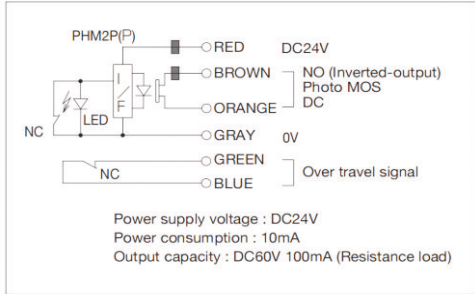 PHM2P(P)
RED DC24V
BROWN NO (Inverted-output)
Photo MOS
I/F
DC
ORANGE
LED
NC
GRAY 0V
GREEN
NC Over travel signal
BLUE
Power supply voltage : DC24V
Power consumption : 10mA
Output capacity : DC60V 100mA (Resistance load)